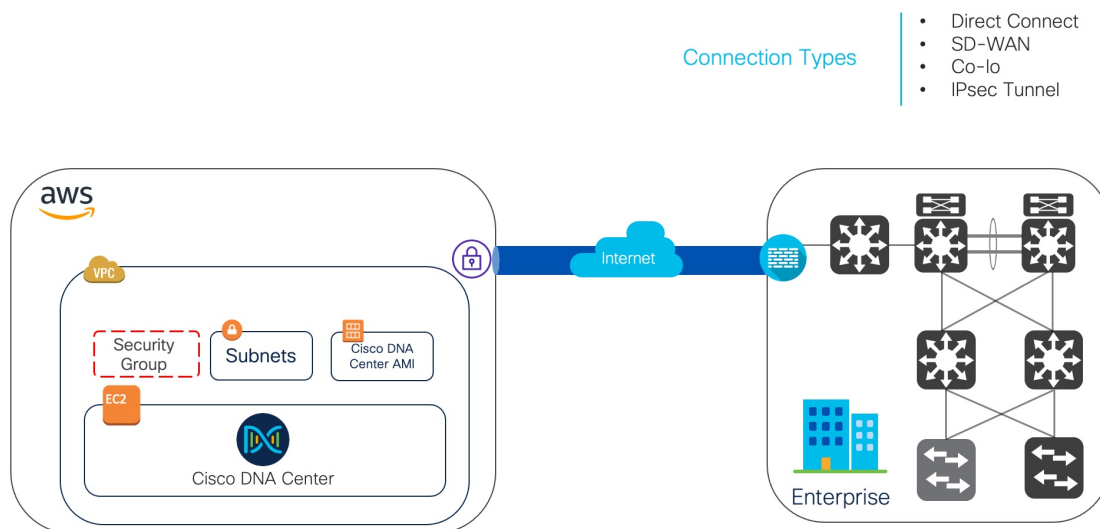 Connection Types
• Direct Connect
• SD-WAN
• Co-lo
• IPsec Tunnel
aws
VPC
Internet
Security
Group
Subnets
Cisco DNA
Center AMI
EC2
Cisco DNA Center
Enterprise